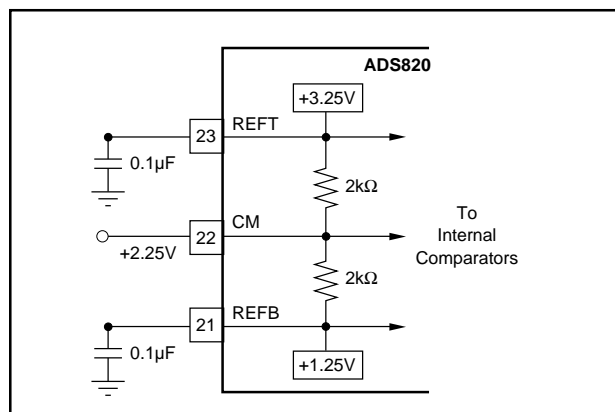 ADS820
+3.25V
23
REFT
0.1µF
2kΩ
To
Internal
Comparators
22
CM
+2.25V
2kΩ
21
REFB
0.1µF
+1.25V